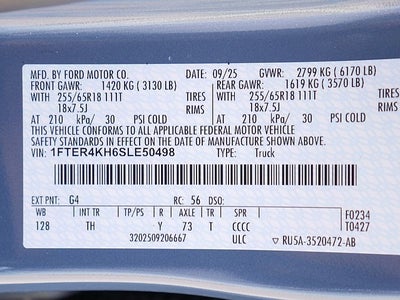 MFD. BY FORD MOTOR CO. 09/25 GVWR: 2799 KG (6170 LB)
FRONT GAWR: 1420 KG (3130 LB) REAR GAWR: 1619 KG (3570 LB)
WITH 255/65R18 111T TIRES WITH 255/65R18 111T TIRES
18x7.5J RIMS 18x7.5J RIMS
AT 210 kPa/ 30 PSI COLD AT 210 kPa/ 30 PSI COLD
THIS VEHICLE CONFORMS TO ALL APPLICABLE FEDERAL MOTOR VEHICLE
SAFETY STANDARDS IN EFFECT ON THE DATE OF MANUFACTURE SHOWN ABOVE.
VIN: 1FTER4KH6SLE50498 TYPE: Truck
EXT PNT: G4 RC: 56 DSO:
WB INT TR TP/PS R AXLE TR SPR F0234
128 TH Y 73 T CCCC T0427
3202509206667 ULC ▽ RU5A-3520472-AB